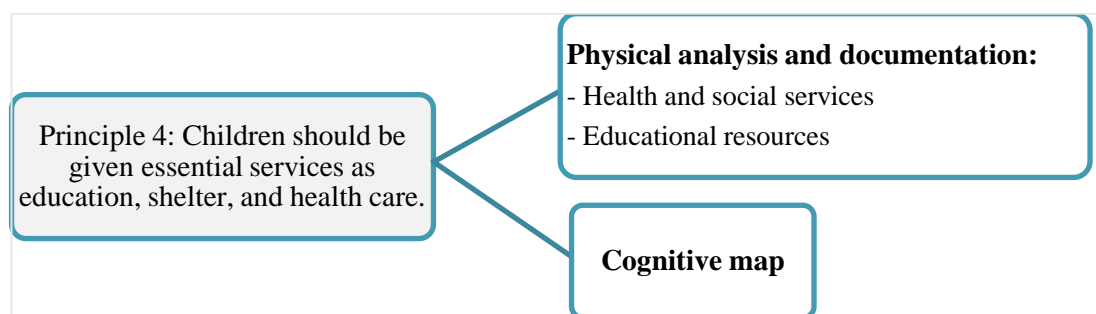 Principle 4: Children should be
given essential services as
education, shelter, and health care.
Physical analysis and documentation:
- Health and social services
- Educational resources
Cognitive map